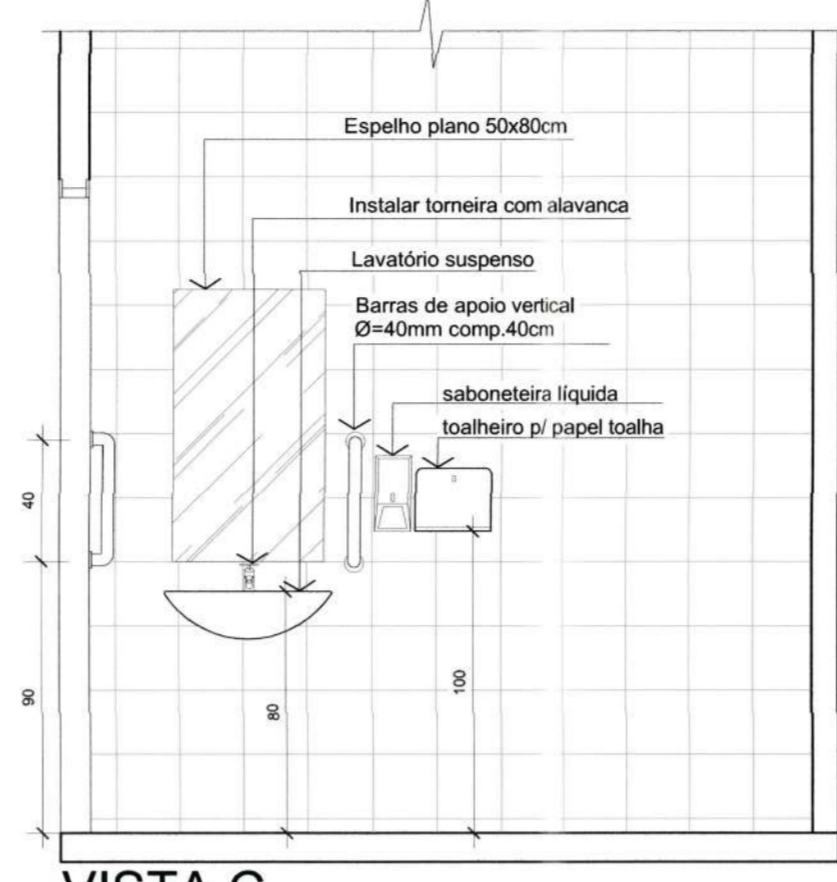 Espelho plano 50x80cm
Instalar torneira com alavanca
Lavatório suspenso
Barras de apoio vertical
Ø=40mm comp.40cm
saboneteira líquida
toalheiro p/ papel toalha
40
90
80
100
VISTA C